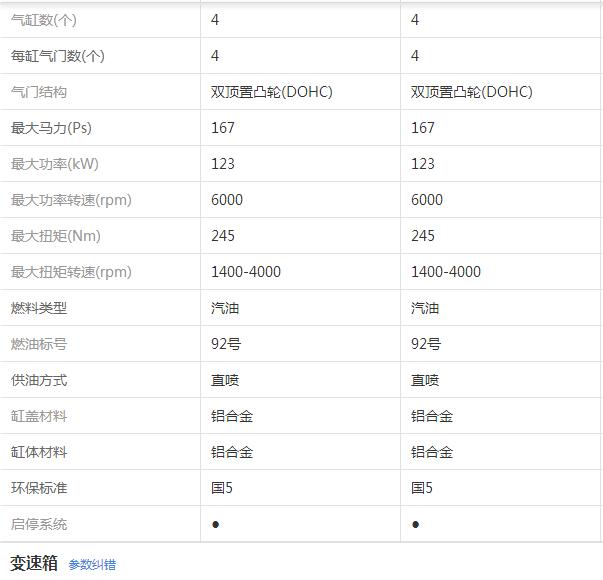 气缸数(个) 4 4
每缸气门数(个) 4 4
气门结构 双顶置凸轮(DOHC) 双顶置凸轮(DOHC)
最大马力(Ps) 167 167
最大功率(kW) 123 123
最大功率转速(rpm) 6000 6000
最大扭矩(Nm) 245 245
最大扭矩转速(rpm) 1400-4000 1400-4000
燃料类型 汽油 汽油
燃油标号 92号 92号
供油方式 直喷 直喷
缸盖材料 铝合金 铝合金
缸体材料 铝合金 铝合金
环保标准 国5 国5
启停系统 ● ●
变速箱 参数纠错